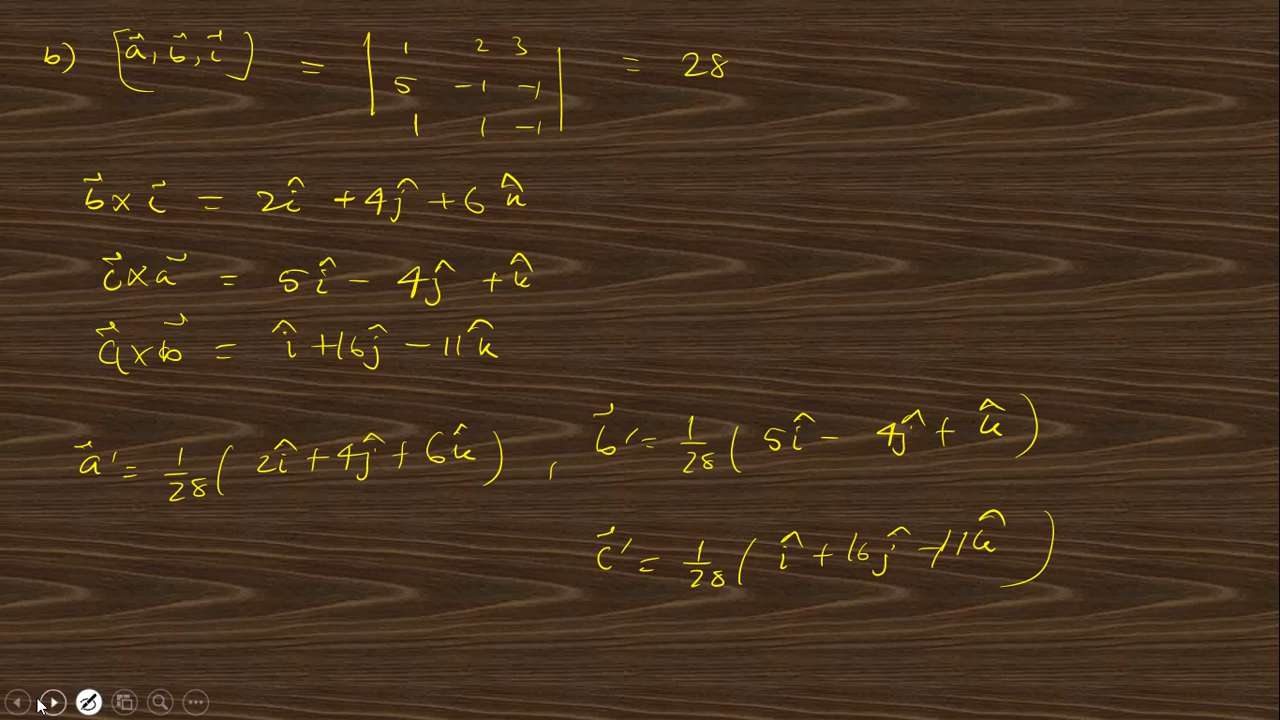 b) [a⃗, b⃗, c⃗] = | 1 2 3 | = 28
| 5 -1 -1 |
| 1 1 -1 |
b⃗ × c⃗ = 2î + 4ĵ + 6k̂
c⃗ × a⃗ = 5î - 4ĵ + k̂
a⃗ × b⃗ = î + 16ĵ - 11k̂
a⃗' = 1/28 (2î + 4ĵ + 6k̂) , b⃗' = 1/28 (5î - 4ĵ + k̂)
c⃗' = 1/28 (î + 16ĵ - 11k̂)